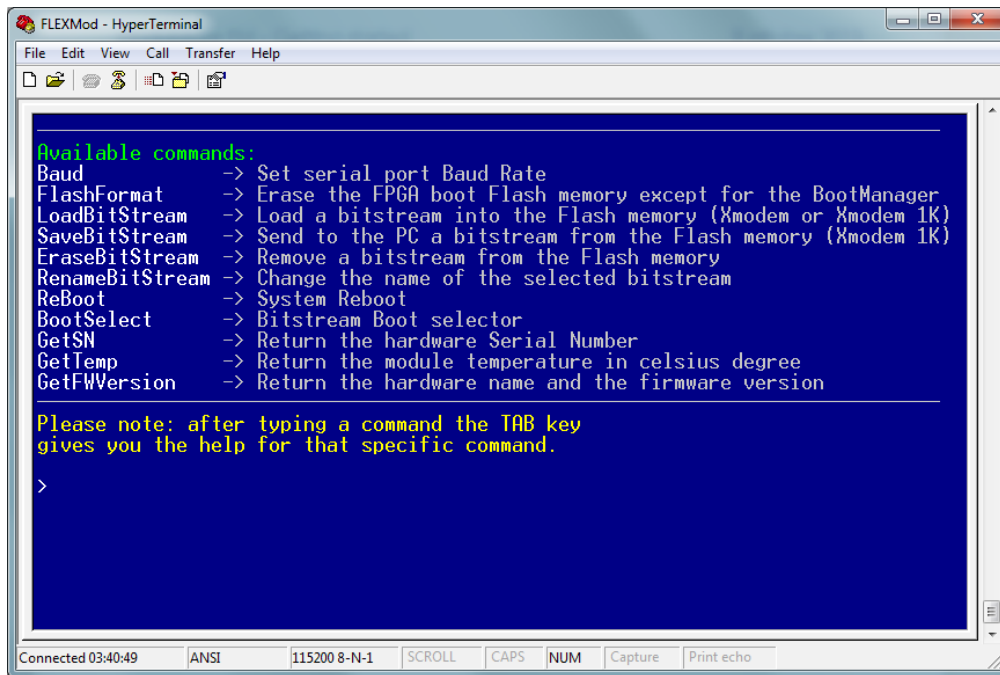 FLEXMod - HyperTerminal
File Edit View Call Transfer Help
Available commands:
Baud -> Set serial port Baud Rate
FlashFormat -> Erase the FPGA boot Flash memory except for the BootManager
LoadBitStream -> Load a bitstream into the Flash memory (Xmodem or Xmodem 1K)
SaveBitStream -> Send to the PC a bitstream from the Flash memory (Xmodem 1K)
EraseBitStream -> Remove a bitstream from the Flash memory
RenameBitStream -> Change the name of the selected bitstream
ReBoot -> System Reboot
BootSelect -> Bitstream Boot selector
GetSN -> Return the hardware Serial Number
GetTemp -> Return the module temperature in celsius degree
GetFWVersion -> Return the hardware name and the firmware version
Please note: after typing a command the TAB key
gives you the help for that specific command.
>
Connected 03:40:49 ANSI 115200 8-N-1 SCROLL CAPS NUM Capture Print echo